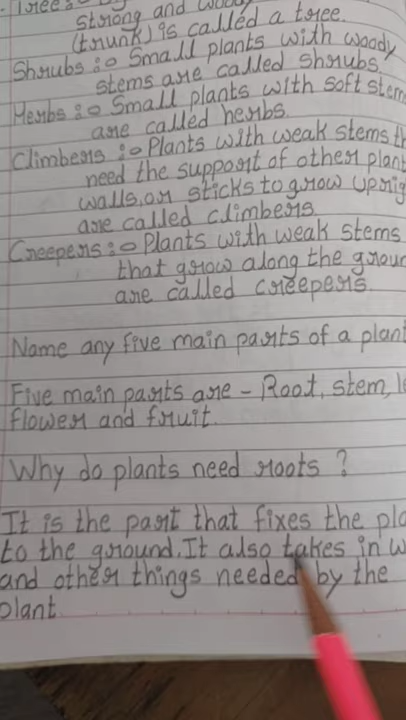 Trees
strong and woody
(trunk) is called a tree.
Shrubs :- Small plants with woody
stems are called shrubs.
Herbs :- Small plants with soft stem
are called herbs.
Climbers :- Plants with weak stems
need the support of other plant
walls, or sticks to grow
are called climbers
Creepers :- Plants with weak stems
that grow along the
are called creepers.
Name any five main parts of a plant
Five main parts are - Root, stem,
flower and fruit.
Why do plants need roots ?
It is the part that fixes the
to the ground. It also takes in
and other things needed by the
plant.